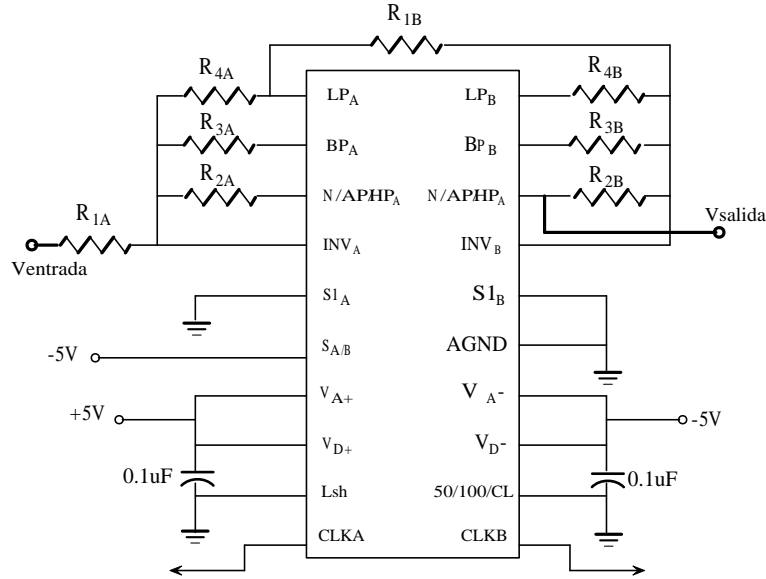 R1B
R4A
LPA
LPB
R4B
R3A
BPA
BPB
R3B
R2A
N/AP/HPA
N/AP/HPA
R2B
R1A
Vsalida
Ventrada
INVA
INVB
S1A
S1B
-5V
SA/B
AGND
+5V
VA+
VA-
-5V
VD+
VD-
0.1uF
Lsh
50/100/CL
0.1uF
CLKA
CLKB